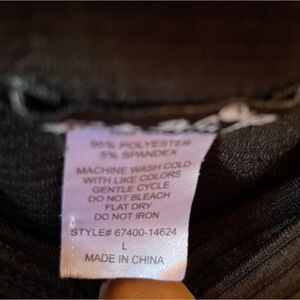 95% POLYESTER
5% SPANDEX
MACHINE WASH COLD
WITH LIKE COLORS
GENTLE CYCLE
DO NOT BLEACH
FLAT DRY
DO NOT IRON
STYLE# 67400-14624
L
MADE IN CHINA